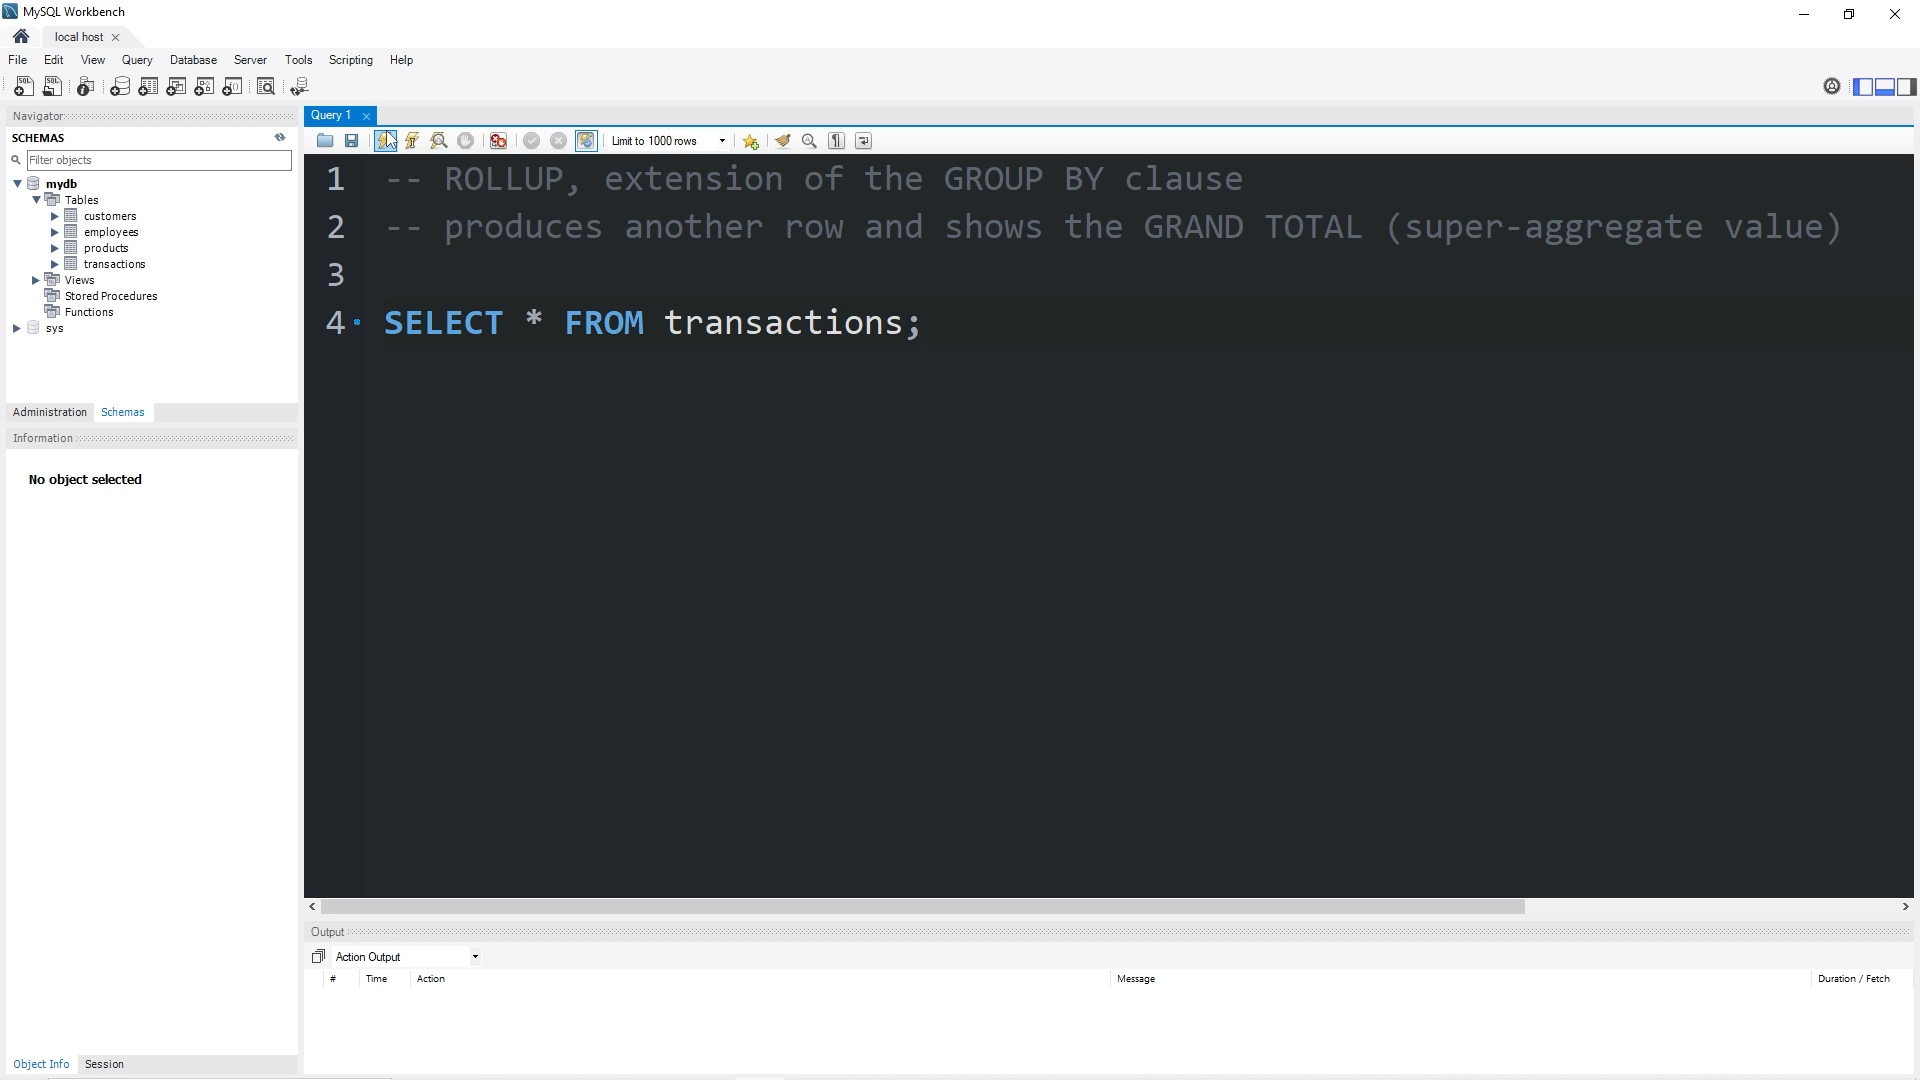 MySQL Workbench
local host
File Edit View Query Database Server Tools Scripting Help
Navigator
SCHEMAS
Filter objects
mydb
Tables
customers
employees
products
transactions
Views
Stored Procedures
Functions
sys
Administration Schemas
Information
No object selected
Object Info Session
Query 1
Limit to 1000 rows
1 -- ROLLUP, extension of the GROUP BY clause
2 -- produces another row and shows the GRAND TOTAL (super-aggregate value)
3
4 SELECT * FROM transactions;
Output
Action Output
# Time Action Message Duration / Fetch